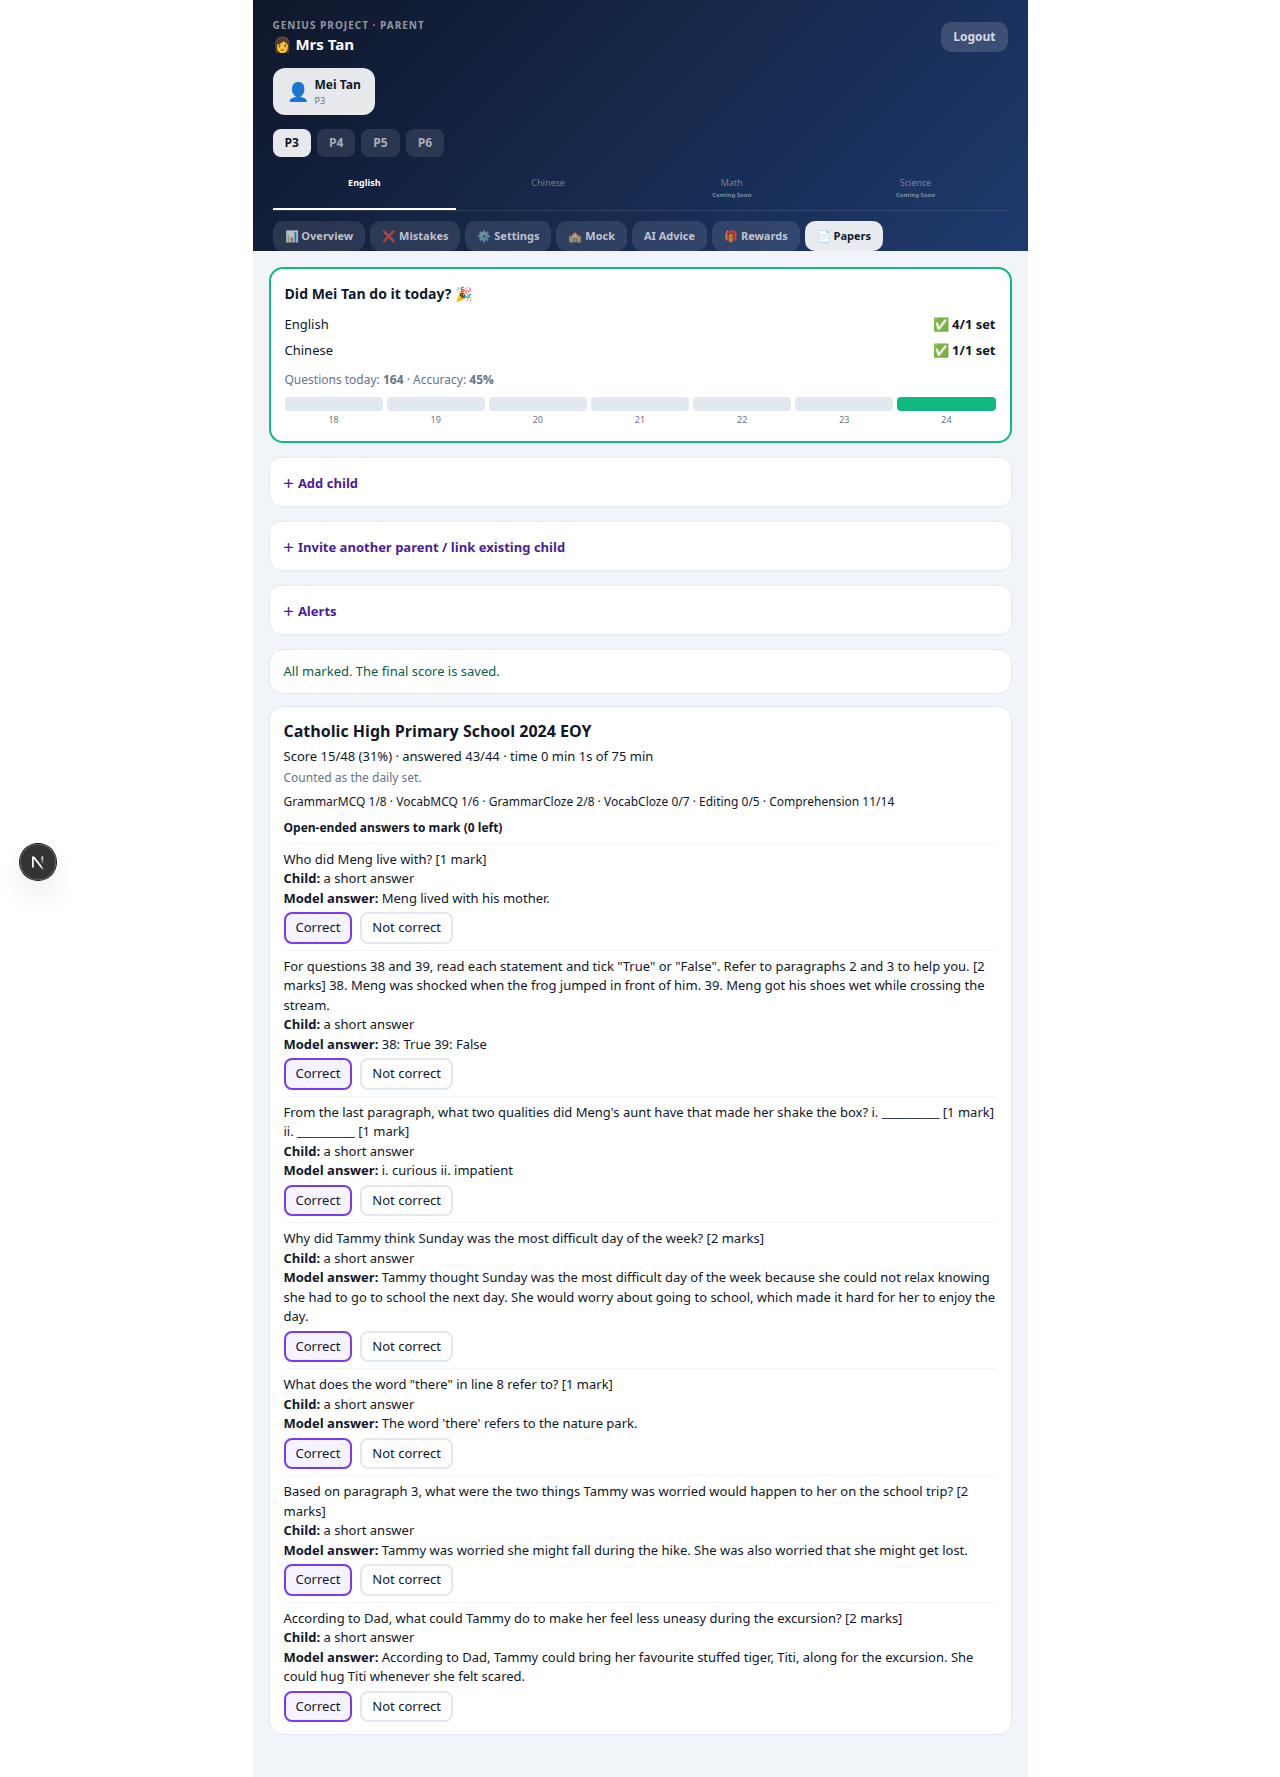 GENIUS PROJECT · PARENT
👩 Mrs Tan
Logout
👤 Mei Tan
P3
P3 P4 P5 P6
English Chinese Math Science
Coming Soon Coming Soon
📊 Overview ❌ Mistakes ⚙️ Settings 🏫 Mock AI Advice 🎁 Rewards 📄 Papers
Did Mei Tan do it today? 🎉
English ✅ 4/1 set
Chinese ✅ 1/1 set
Questions today: 164 · Accuracy: 45%
18 19 20 21 22 23 24
+ Add child
+ Invite another parent / link existing child
+ Alerts
All marked. The final score is saved.
Catholic High Primary School 2024 EOY
Score 15/48 (31%) · answered 43/44 · time 0 min 1s of 75 min
Counted as the daily set.
GrammarMCQ 1/8 · VocabMCQ 1/6 · GrammarCloze 2/8 · VocabCloze 0/7 · Editing 0/5 · Comprehension 11/14
Open-ended answers to mark (0 left)
Who did Meng live with? [1 mark]
Child: a short answer
Model answer: Meng lived with his mother.
Correct Not correct
For questions 38 and 39, read each statement and tick "True" or "False". Refer to paragraphs 2 and 3 to help you. [2
marks] 38. Meng was shocked when the frog jumped in front of him. 39. Meng got his shoes wet while crossing the
stream.
Child: a short answer
Model answer: 38: True 39: False
Correct Not correct
From the last paragraph, what two qualities did Meng's aunt have that made her shake the box? i. _________ [1 mark]
ii. _________ [1 mark]
Child: a short answer
Model answer: i. curious ii. impatient
Correct Not correct
Why did Tammy think Sunday was the most difficult day of the week? [2 marks]
Child: a short answer
Model answer: Tammy thought Sunday was the most difficult day of the week because she could not relax knowing
she had to go to school the next day. She would worry about going to school, which made it hard for her to enjoy the
day.
Correct Not correct
What does the word "there" in line 8 refer to? [1 mark]
Child: a short answer
Model answer: The word 'there' refers to the nature park.
Correct Not correct
Based on paragraph 3, what were the two things Tammy was worried would happen to her on the school trip? [2
marks]
Child: a short answer
Model answer: Tammy was worried she might fall during the hike. She was also worried that she might get lost.
Correct Not correct
According to Dad, what could Tammy do to make her feel less uneasy during the excursion? [2 marks]
Child: a short answer
Model answer: According to Dad, Tammy could bring her favourite stuffed tiger, Titi, along for the excursion. She
could hug Titi whenever she felt scared.
Correct Not correct
N